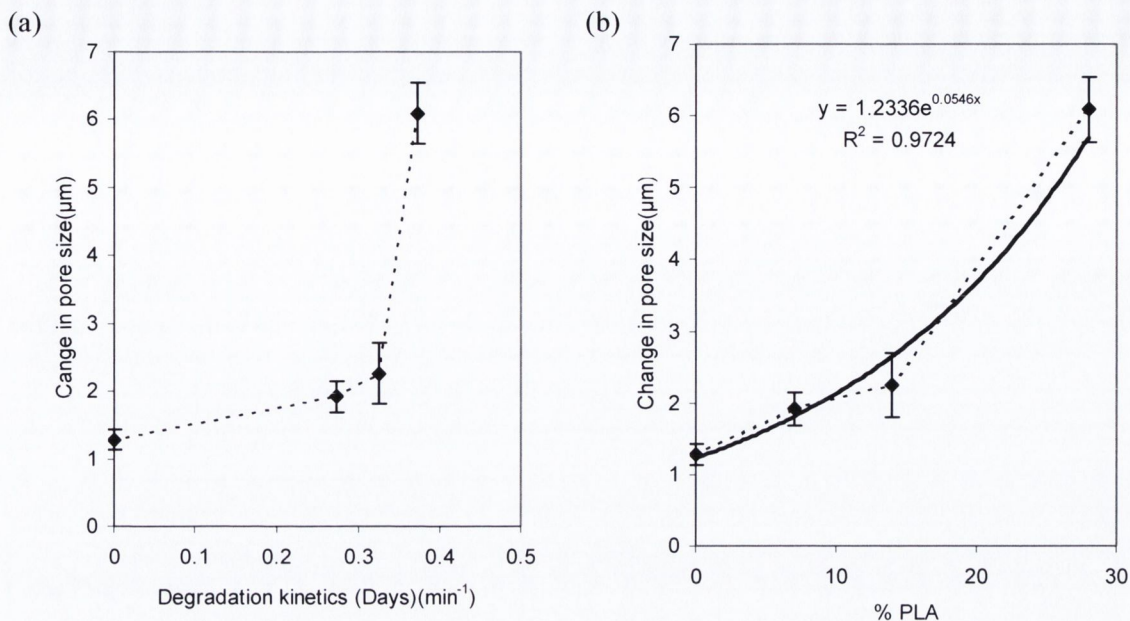 (a)
7
6
5
4
3
2
1
0
Cange in pore size(µm)
0 0.1 0.2 0.3 0.4 0.5
Degradation kinetics (Days)(min⁻¹)
(b)
7
6
5
4
3
2
1
0
Change in pore size(µm)
y = 1.2336e^0.0546x
R² = 0.9724
0 10 20 30
% PLA